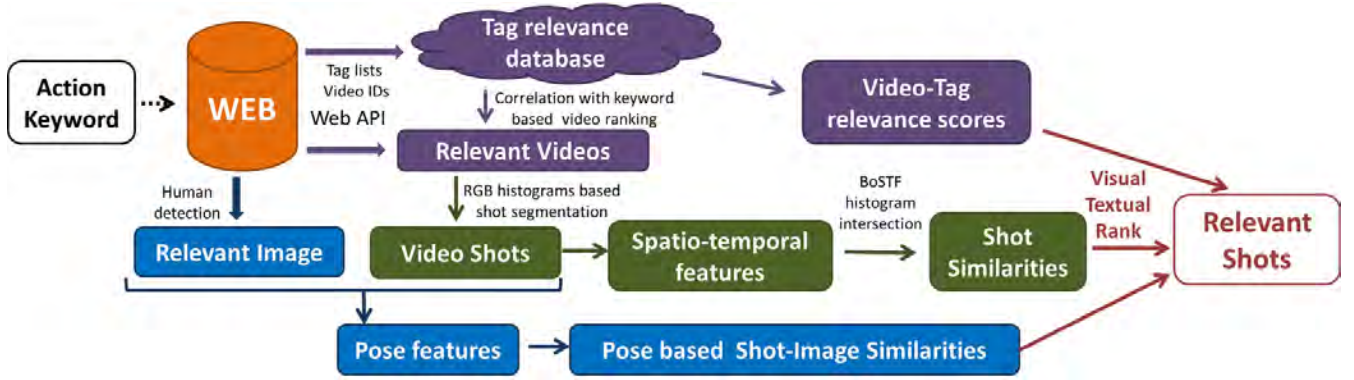 Action
Keyword
WEB
Tag lists
Video IDs
Web API
Tag relevance
database
Correlation with keyword
based video ranking
Relevant Videos
Video-Tag
relevance scores
Human
detection
RGB histograms based
shot segmentation
Relevant Image
Video Shots
Spatio-temporal
features
BoSTF
histogram
intersection
Shot
Similarities
Visual
Textual
Rank
Relevant
Shots
Pose features
Pose based Shot-Image Similarities